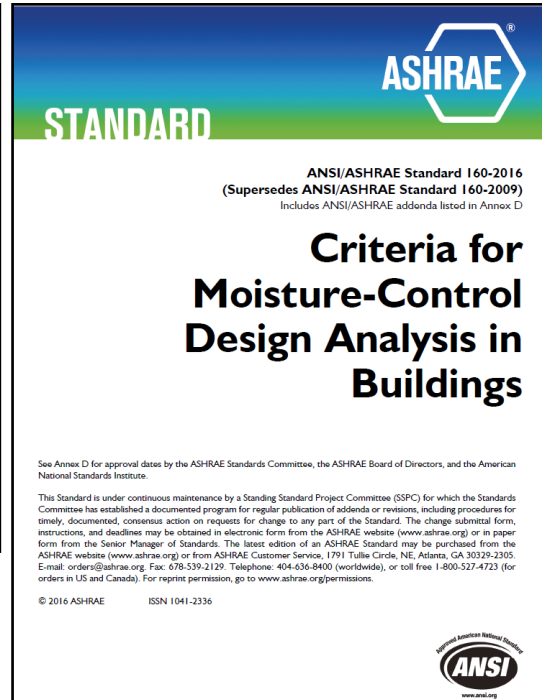 ASHRAE
®
STANDARD
ANSI/ASHRAE Standard 160-2016
(Supersedes ANSI/ASHRAE Standard 160-2009)
Includes ANSI/ASHRAE addenda listed in Annex D
Criteria for
Moisture-Control
Design Analysis in
Buildings
See Annex D for approval dates by the ASHRAE Standards Committee, the ASHRAE Board of Directors, and the American
National Standards Institute.
This Standard is under continuous maintenance by a Standing Standard Project Committee (SSPC) for which the Standards
Committee has established a documented program for regular publication of addenda or revisions, including procedures for
timely, documented, consensus action on requests for change to any part of the Standard. The change submittal form,
instructions, and deadlines may be obtained in electronic form from the ASHRAE website (www.ashrae.org) or in paper
form from the Senior Manager of Standards. The latest edition of an ASHRAE Standard may be purchased from the
ASHRAE website (www.ashrae.org) or from ASHRAE Customer Service, 1791 Tullie Circle, NE, Atlanta, GA 30329-2305.
E-mail: orders@ashrae.org. Fax: 678-539-2129. Telephone: 404-636-8400 (worldwide), or toll free 1-800-527-4723 (for
orders in US and Canada). For reprint permission, go to www.ashrae.org/permissions.
© 2016 ASHRAE ISSN 1041-2336
Approved American National Standard
ANSI
www.ansi.org